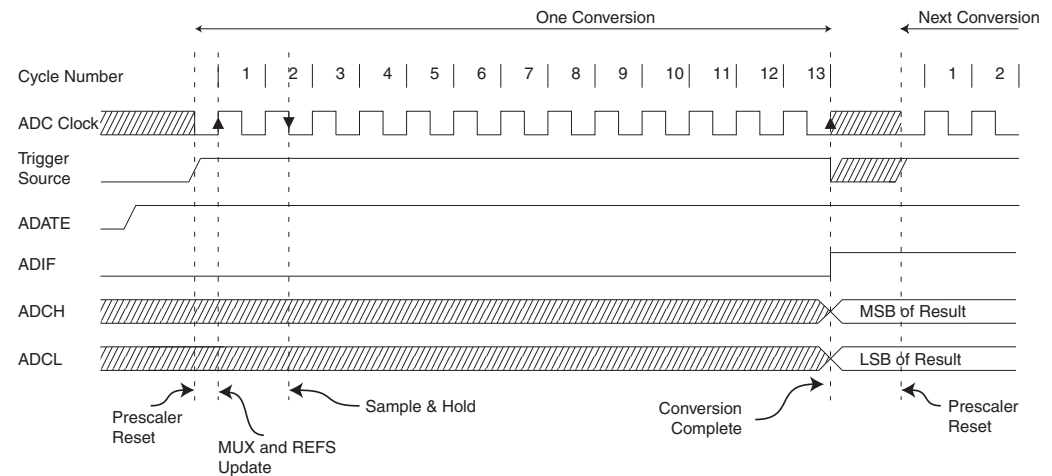 One Conversion
Next Conversion
Cycle Number
1 2 3 4 5 6 7 8 9 10 11 12 13 1 2
ADC Clock
Trigger
Source
ADATE
ADIF
ADCH
MSB of Result
ADCL
LSB of Result
Prescaler
Reset
MUX and REFS
Update
Sample & Hold
Conversion
Complete
Prescaler
Reset